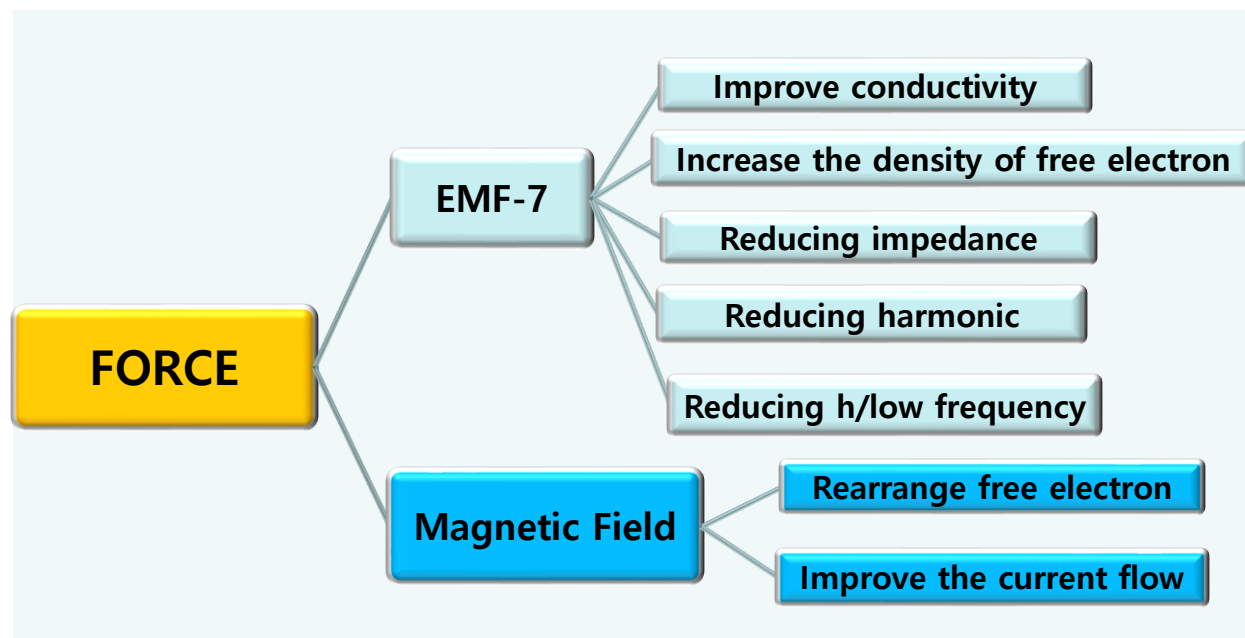 FORCE
EMF-7
Improve conductivity
Increase the density of free electron
Reducing impedance
Reducing harmonic
Reducing h/low frequency
Magnetic Field
Rearrange free electron
Improve the current flow